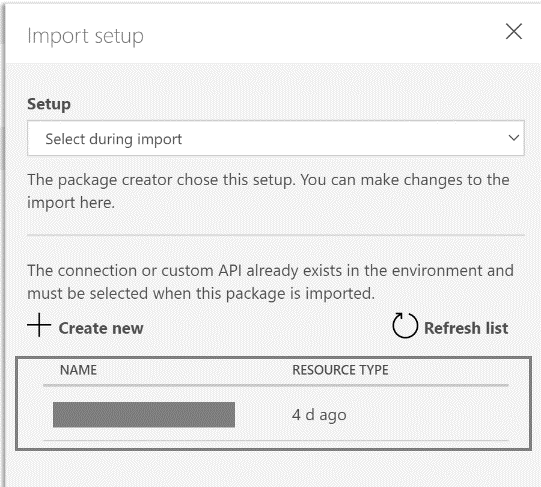 Import setup
Setup
Select during import
The package creator chose this setup. You can make changes to the
import here.
The connection or custom API already exists in the environment and
must be selected when this package is imported.
Create new Refresh list
NAME RESOURCE TYPE
4 d ago